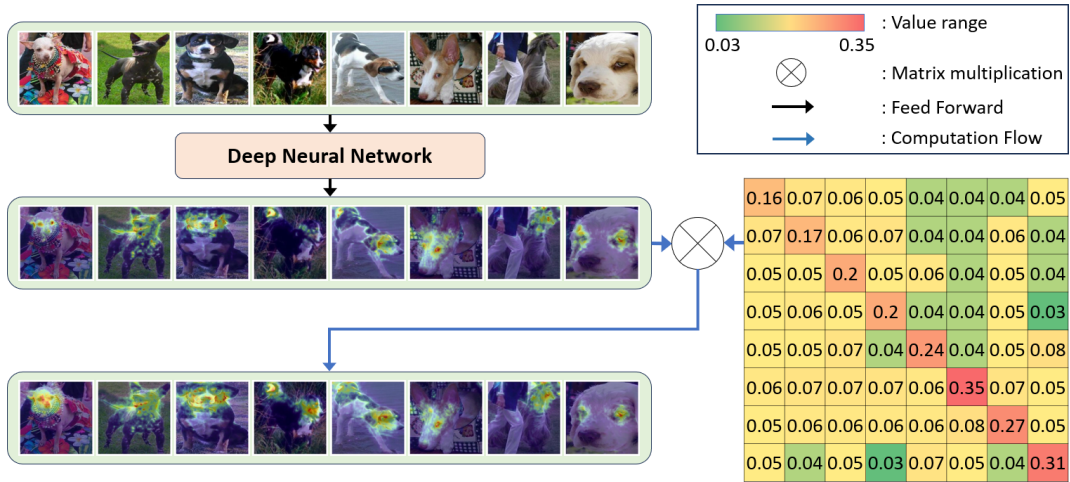 0.03 0.35 : Value range
: Matrix multiplication
: Feed Forward
: Computation Flow
Deep Neural Network
0.16 0.07 0.06 0.05 0.04 0.04 0.04 0.05
0.07 0.17 0.06 0.07 0.04 0.04 0.06 0.04
0.05 0.05 0.2 0.05 0.06 0.04 0.05 0.04
0.05 0.06 0.05 0.2 0.04 0.04 0.05 0.03
0.05 0.05 0.07 0.04 0.24 0.04 0.05 0.08
0.06 0.07 0.07 0.07 0.06 0.35 0.07 0.05
0.05 0.06 0.06 0.06 0.06 0.08 0.27 0.05
0.05 0.04 0.05 0.03 0.07 0.05 0.04 0.31